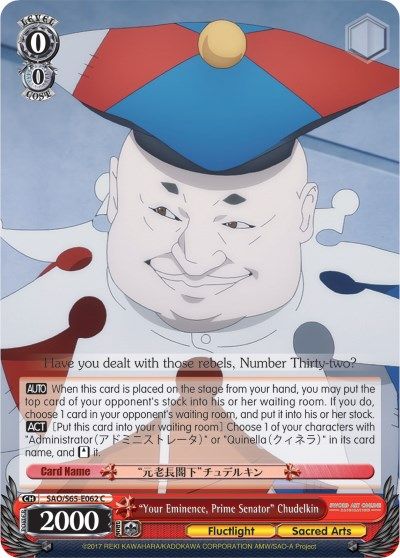 LEVEL
0
0
COST
Have you dealt with those rebels, Number Thirty-two?
AUTO When this card is placed on the stage from your hand, you may put the
top card of your opponent's stock into his or her waiting room. If you do,
choose 1 card in your opponent's waiting room, and put it into his or her stock.
ACT [Put this card into your waiting room] Choose 1 of your characters with
"Administrator(アドミニストレータ)" or "Quinella(クィネラ)" in its card
name, and it.
Card Name
“元老長閣下”チュデルキン
CH SAO/S65-E062 C
“Your Eminence, Prime Senator” Chudelkin
SWORD ART ONLINE
ALICIZATION
POWER
2000
SOUL
Fluctlight
Sacred Arts
©2017 REKI KAWAHARA/KADOKAWA CORPORATION AMW/SAO-A Project